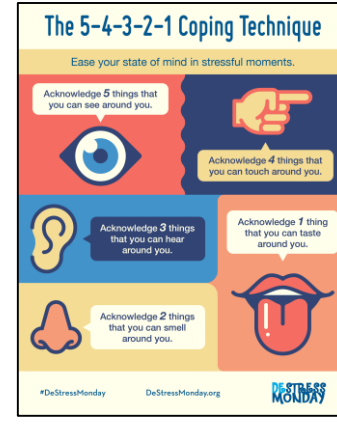 The 5-4-3-2-1 Coping Technique
Ease your state of mind in stressful moments.
Acknowledge 5 things that
you can see around you.
Acknowledge 4 things that
you can touch around you.
Acknowledge 3 things
that you can hear
around you.
Acknowledge 2 things
that you can smell
around you.
Acknowledge 1 thing
that you can taste
around you.
#DeStressMonday
DeStressMonday.org
DESTRESS
MONDAY